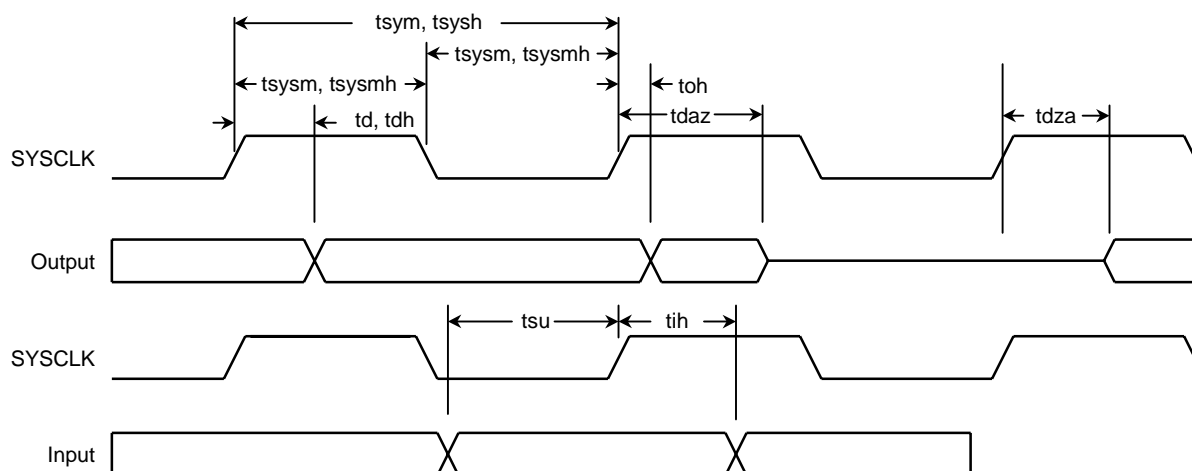 tsym, tsysh
tsysm, tsysmh
tsysm, tsysmh
toh
td, tdh
tdaz
tdza
SYSCLK
Output
tsu
tih
SYSCLK
Input